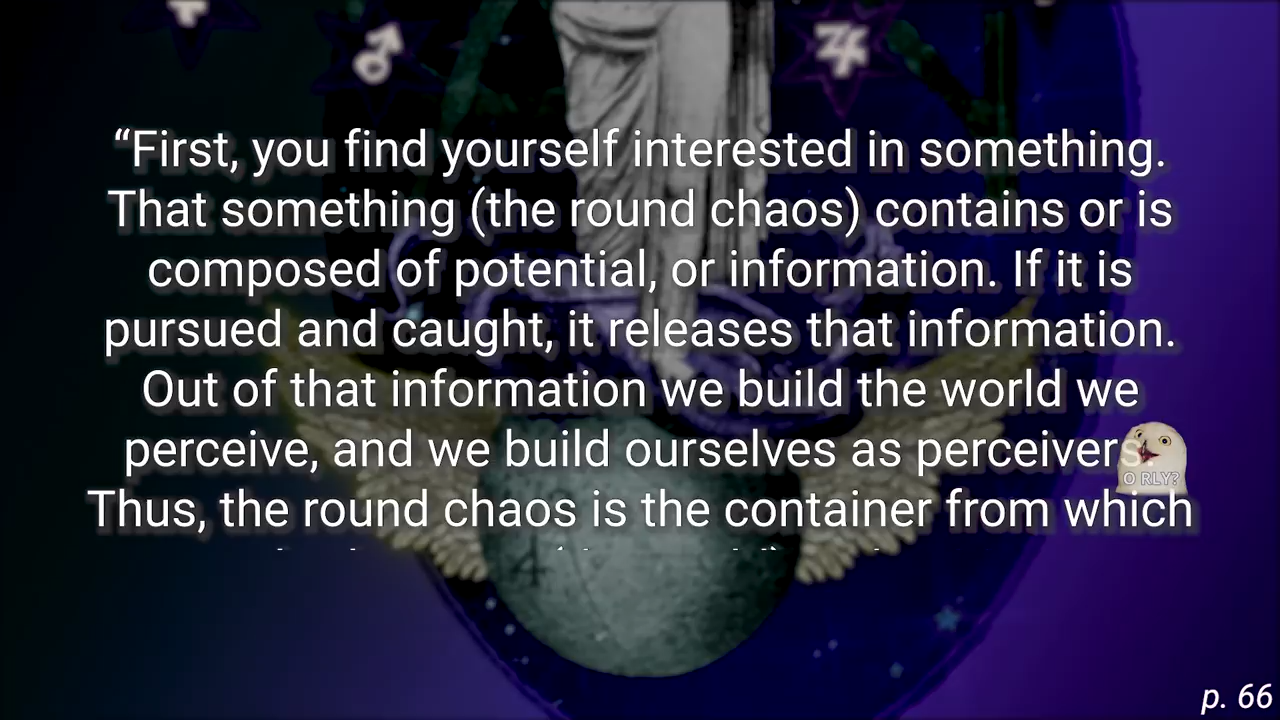 “First, you find yourself interested in something.
That something (the round chaos) contains or is
composed of potential, or information. If it is
pursued and caught, it releases that information.
Out of that information we build the world we
perceive, and we build ourselves as perceivers.
O RLY?
Thus, the round chaos is the container from which
p. 66